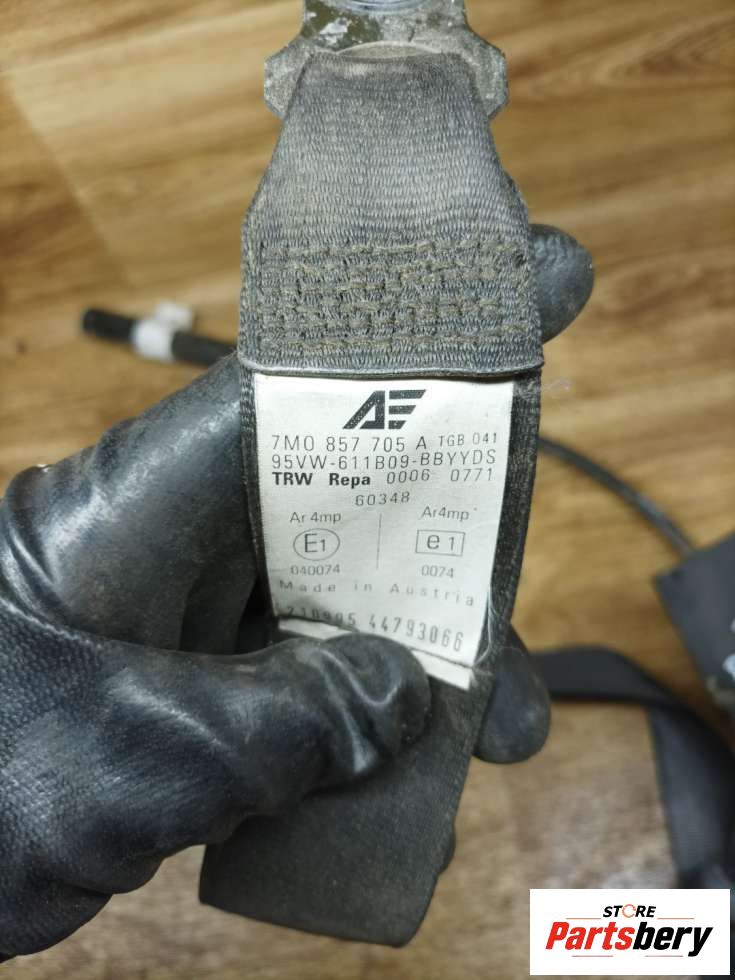 AE
7M0 857 705 A TGB 041
95VW-611B09-BBYYDS
TRW Repa 0006 0771
60348
Ar4mp Ar4mp
E1 e1
040074 0074
Made in Austria
44793066
STORE
Partsbery